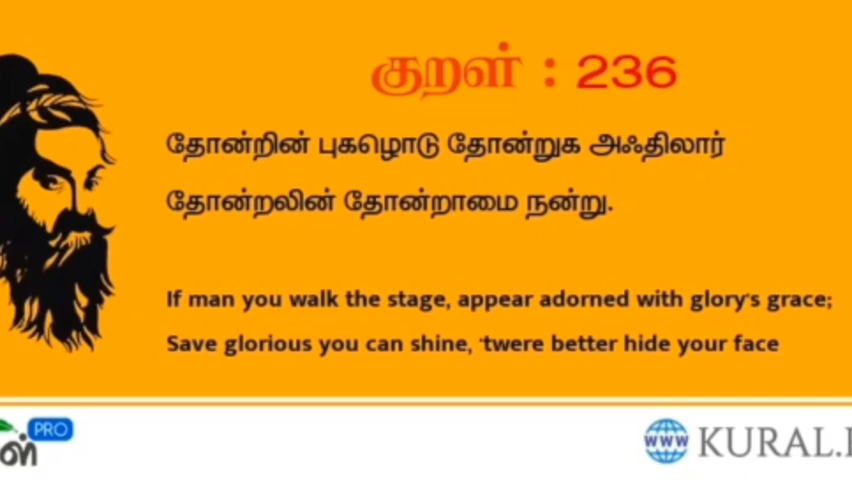 குறள் : 236
தோன்றின் புகழொடு தோன்றுக அஃதிலார்
தோன்றலின் தோன்றாமை நன்று.
If man you walk the stage, appear adorned with glory's grace;
Save glorious you can shine, 'twere better hide your face
PRO
www KURAL.